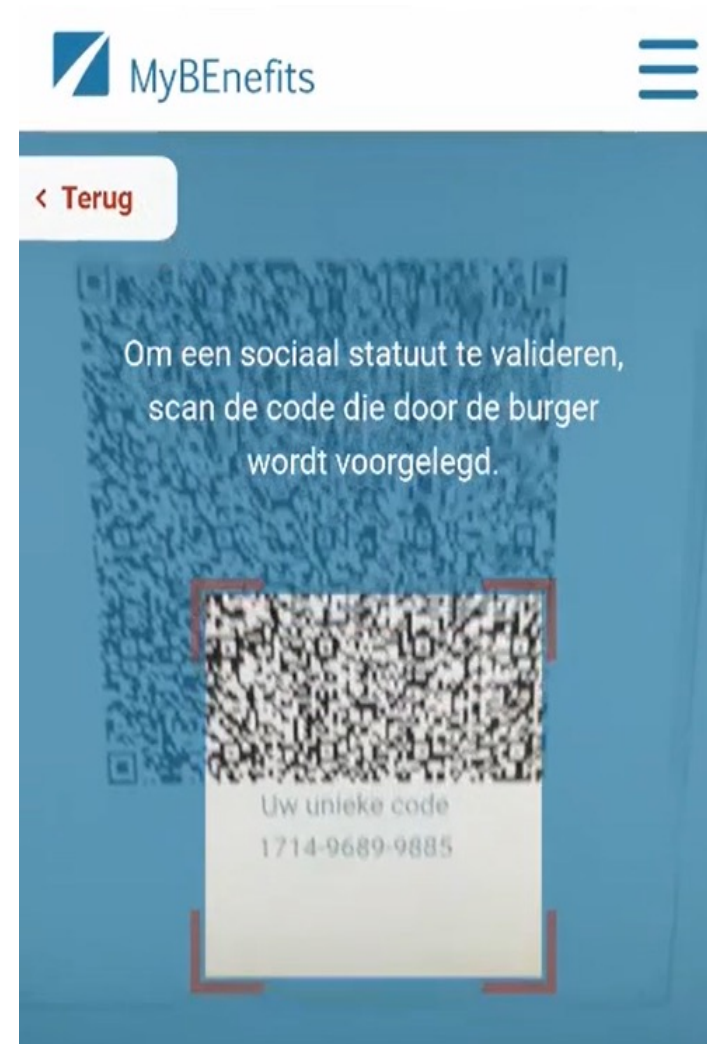 MyBEnefits
< Terug
Om een sociaal statuut te valideren,
scan de code die door de burger
wordt voorgelegd.
Uw unieke code
1714-9689-9885